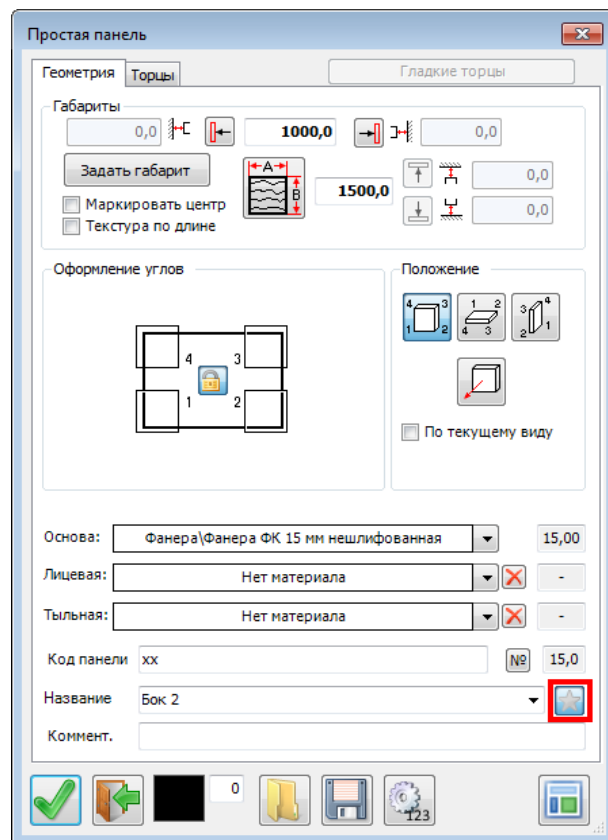 Простая панель
Геометрия Торцы Гладкие торцы
Габариты
0,0 1000,0 0,0
Задать габарит A B 1500,0 0,0
Маркировать центр 0,0
Текстура по длине
Оформление углов Положение
4 3 1 2
4 3 1 2 4 3 3 4 2 1
По текущему виду
Основа: Фанера\Фанера ФК 15 мм нешлифованная 15,00
Лицевая: Нет материала -
Тыльная: Нет материала -
Код панели xx № 15,0
Название Бок 2
Коммент.
0 123